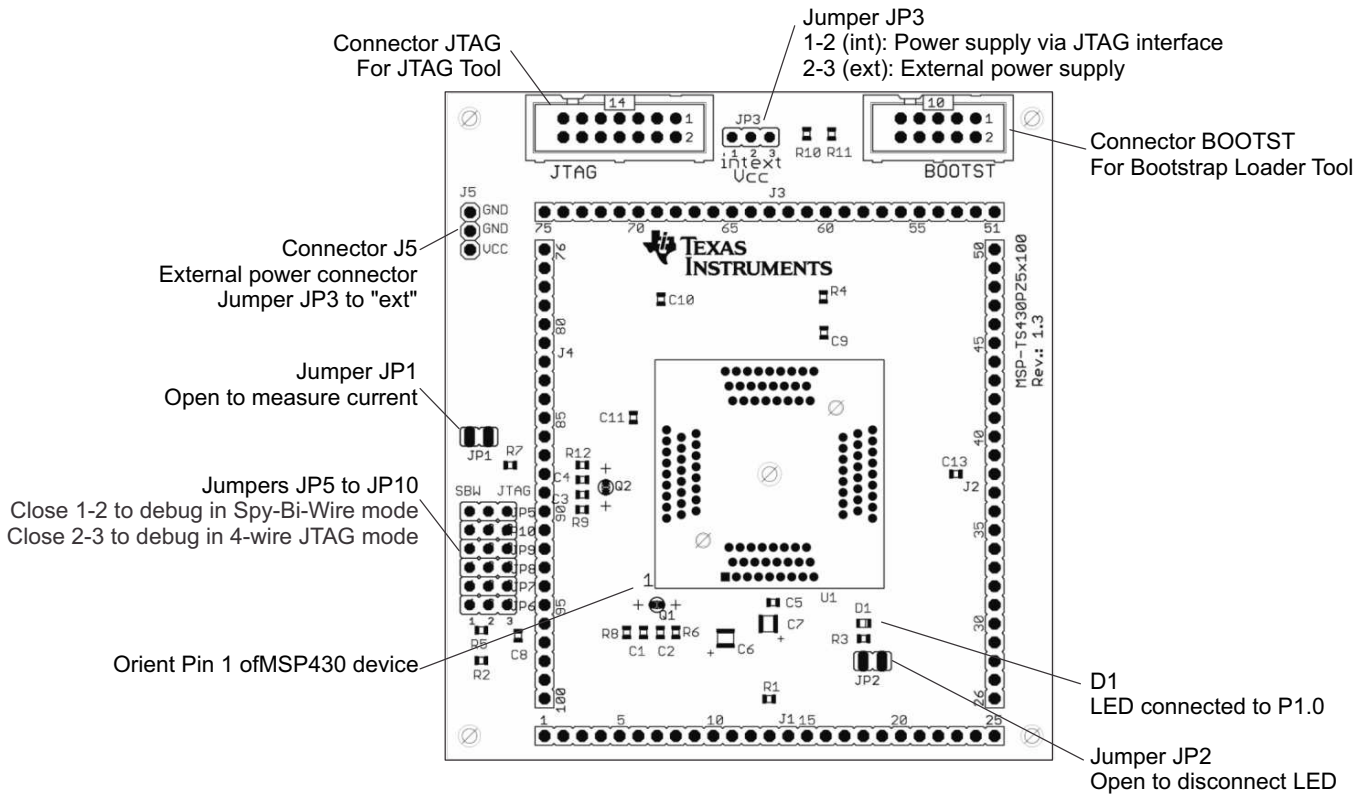 Jumper JP3
1-2 (int): Power supply via JTAG interface
2-3 (ext): External power supply
Connector JTAG
For JTAG Tool
Connector BOOTST
For Bootstrap Loader Tool
14
1
2
JTAG
JP3
1 2 3
intext
Vcc
R10 R11
10
1
2
BOOTST
J5
GND
GND
VCC
J3
75 70 65 60 55 51
Connector J5
External power connector
Jumper JP3 to "ext"
TEXAS
INSTRUMENTS
76
80
J4
85
90
95
100
50
45
40
J2
35
30
26
MSP-TS430PZ5x100
Rev.: 1.3
C10
R4
C9
Jumper JP1
Open to measure current
JP1
R7
C11
R12
C4
C3
R9
Q2
C13
Jumpers JP5 to JP10
Close 1-2 to debug in Spy-Bi-Wire mode
Close 2-3 to debug in 4-wire JTAG mode
SBW JTAG
JP5
JP10
JP9
JP8
JP7
JP6
1 2 3
R5
R2
C8
1
U1
+ + Q1
C5
C7
+
R8 C1 C2 R6
+ C6
D1
R3
JP2
R1
Orient Pin 1 ofMSP430 device
D1
LED connected to P1.0
1 5 10 J1 15 20 25
Jumper JP2
Open to disconnect LED